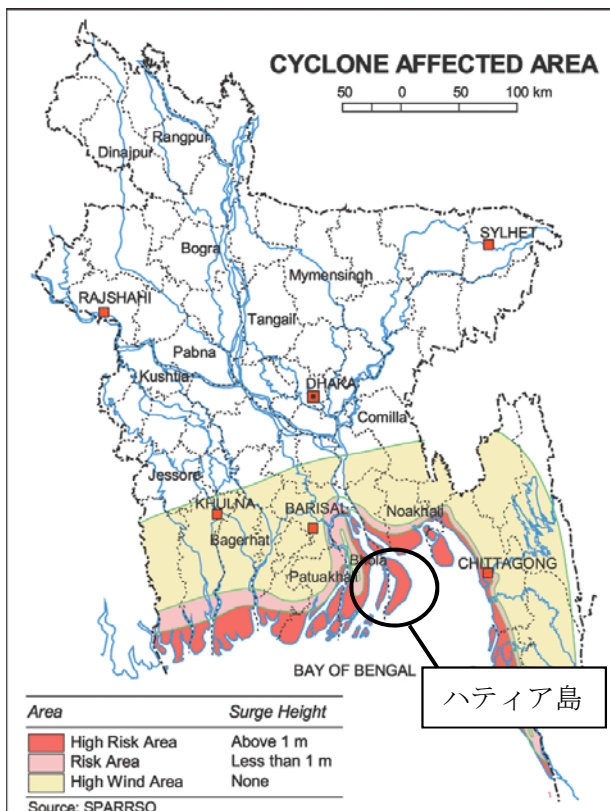 CYCLONE AFFECTED AREA
50 0 50 100 km
Rangpur
Dinajpur
SYLHET
Bogra
Mymensingh
RAJSHAHI
Tangail
Pabna
DHAKA
Kushtia
Comilla
Jessore
KHULNA
BARISAL
Noakhali
Bagerhat
Bhola
CHITTAGONG
Patuakhali
BAY OF BENGAL
ハティア島
Area Surge Height
High Risk Area Above 1 m
Risk Area Less than 1 m
High Wind Area None
Source: SPARRSO
1